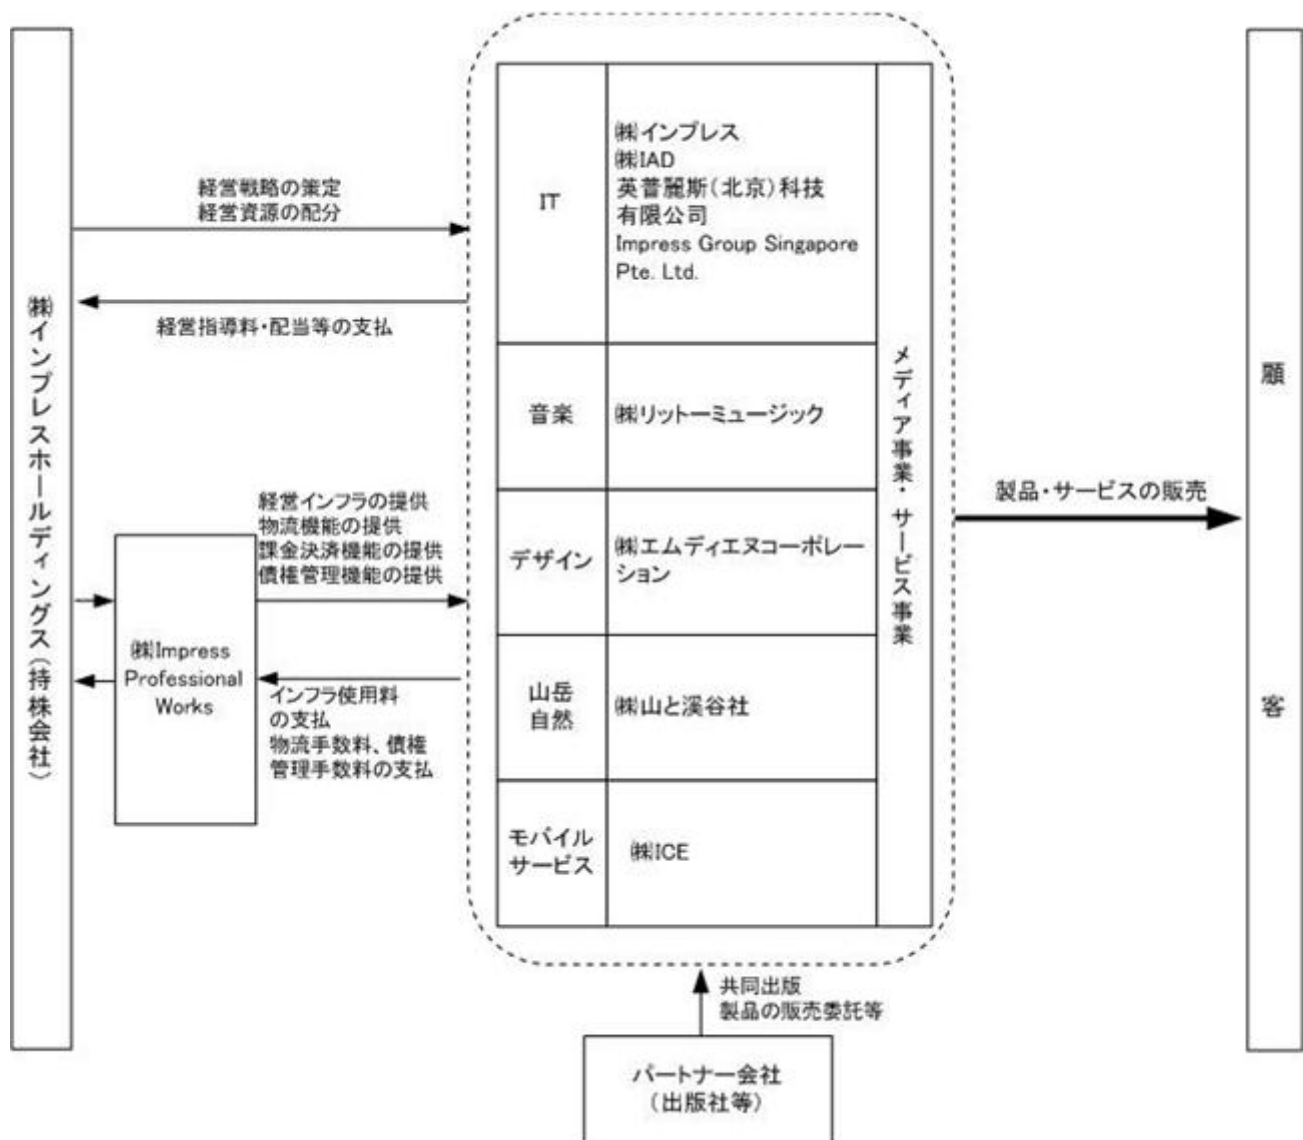 ㈱インプレスホールディングス（持株会社）
経営戦略の策定
経営資源の配分
経営指導料・配当等の支払
経営インフラの提供
物流機能の提供
課金決済機能の提供
債権管理機能の提供
㈱Impress
Professional
Works
インフラ使用料
の支払
物流手数料、債権
管理手数料の支払
IT
㈱インプレス
㈱IAD
英普麗斯（北京）科技
有限公司
Impress Group Singapore
Pte. Ltd.
音楽
㈱リットーミュージック
デザイン
㈱エムディエヌコーポレー
ション
山岳
自然
㈱山と溪谷社
モバイル
サービス
㈱ICE
メディア事業・サービス事業
製品・サービスの販売
顧客
共同出版
製品の販売委託等
パートナー会社
（出版社等）